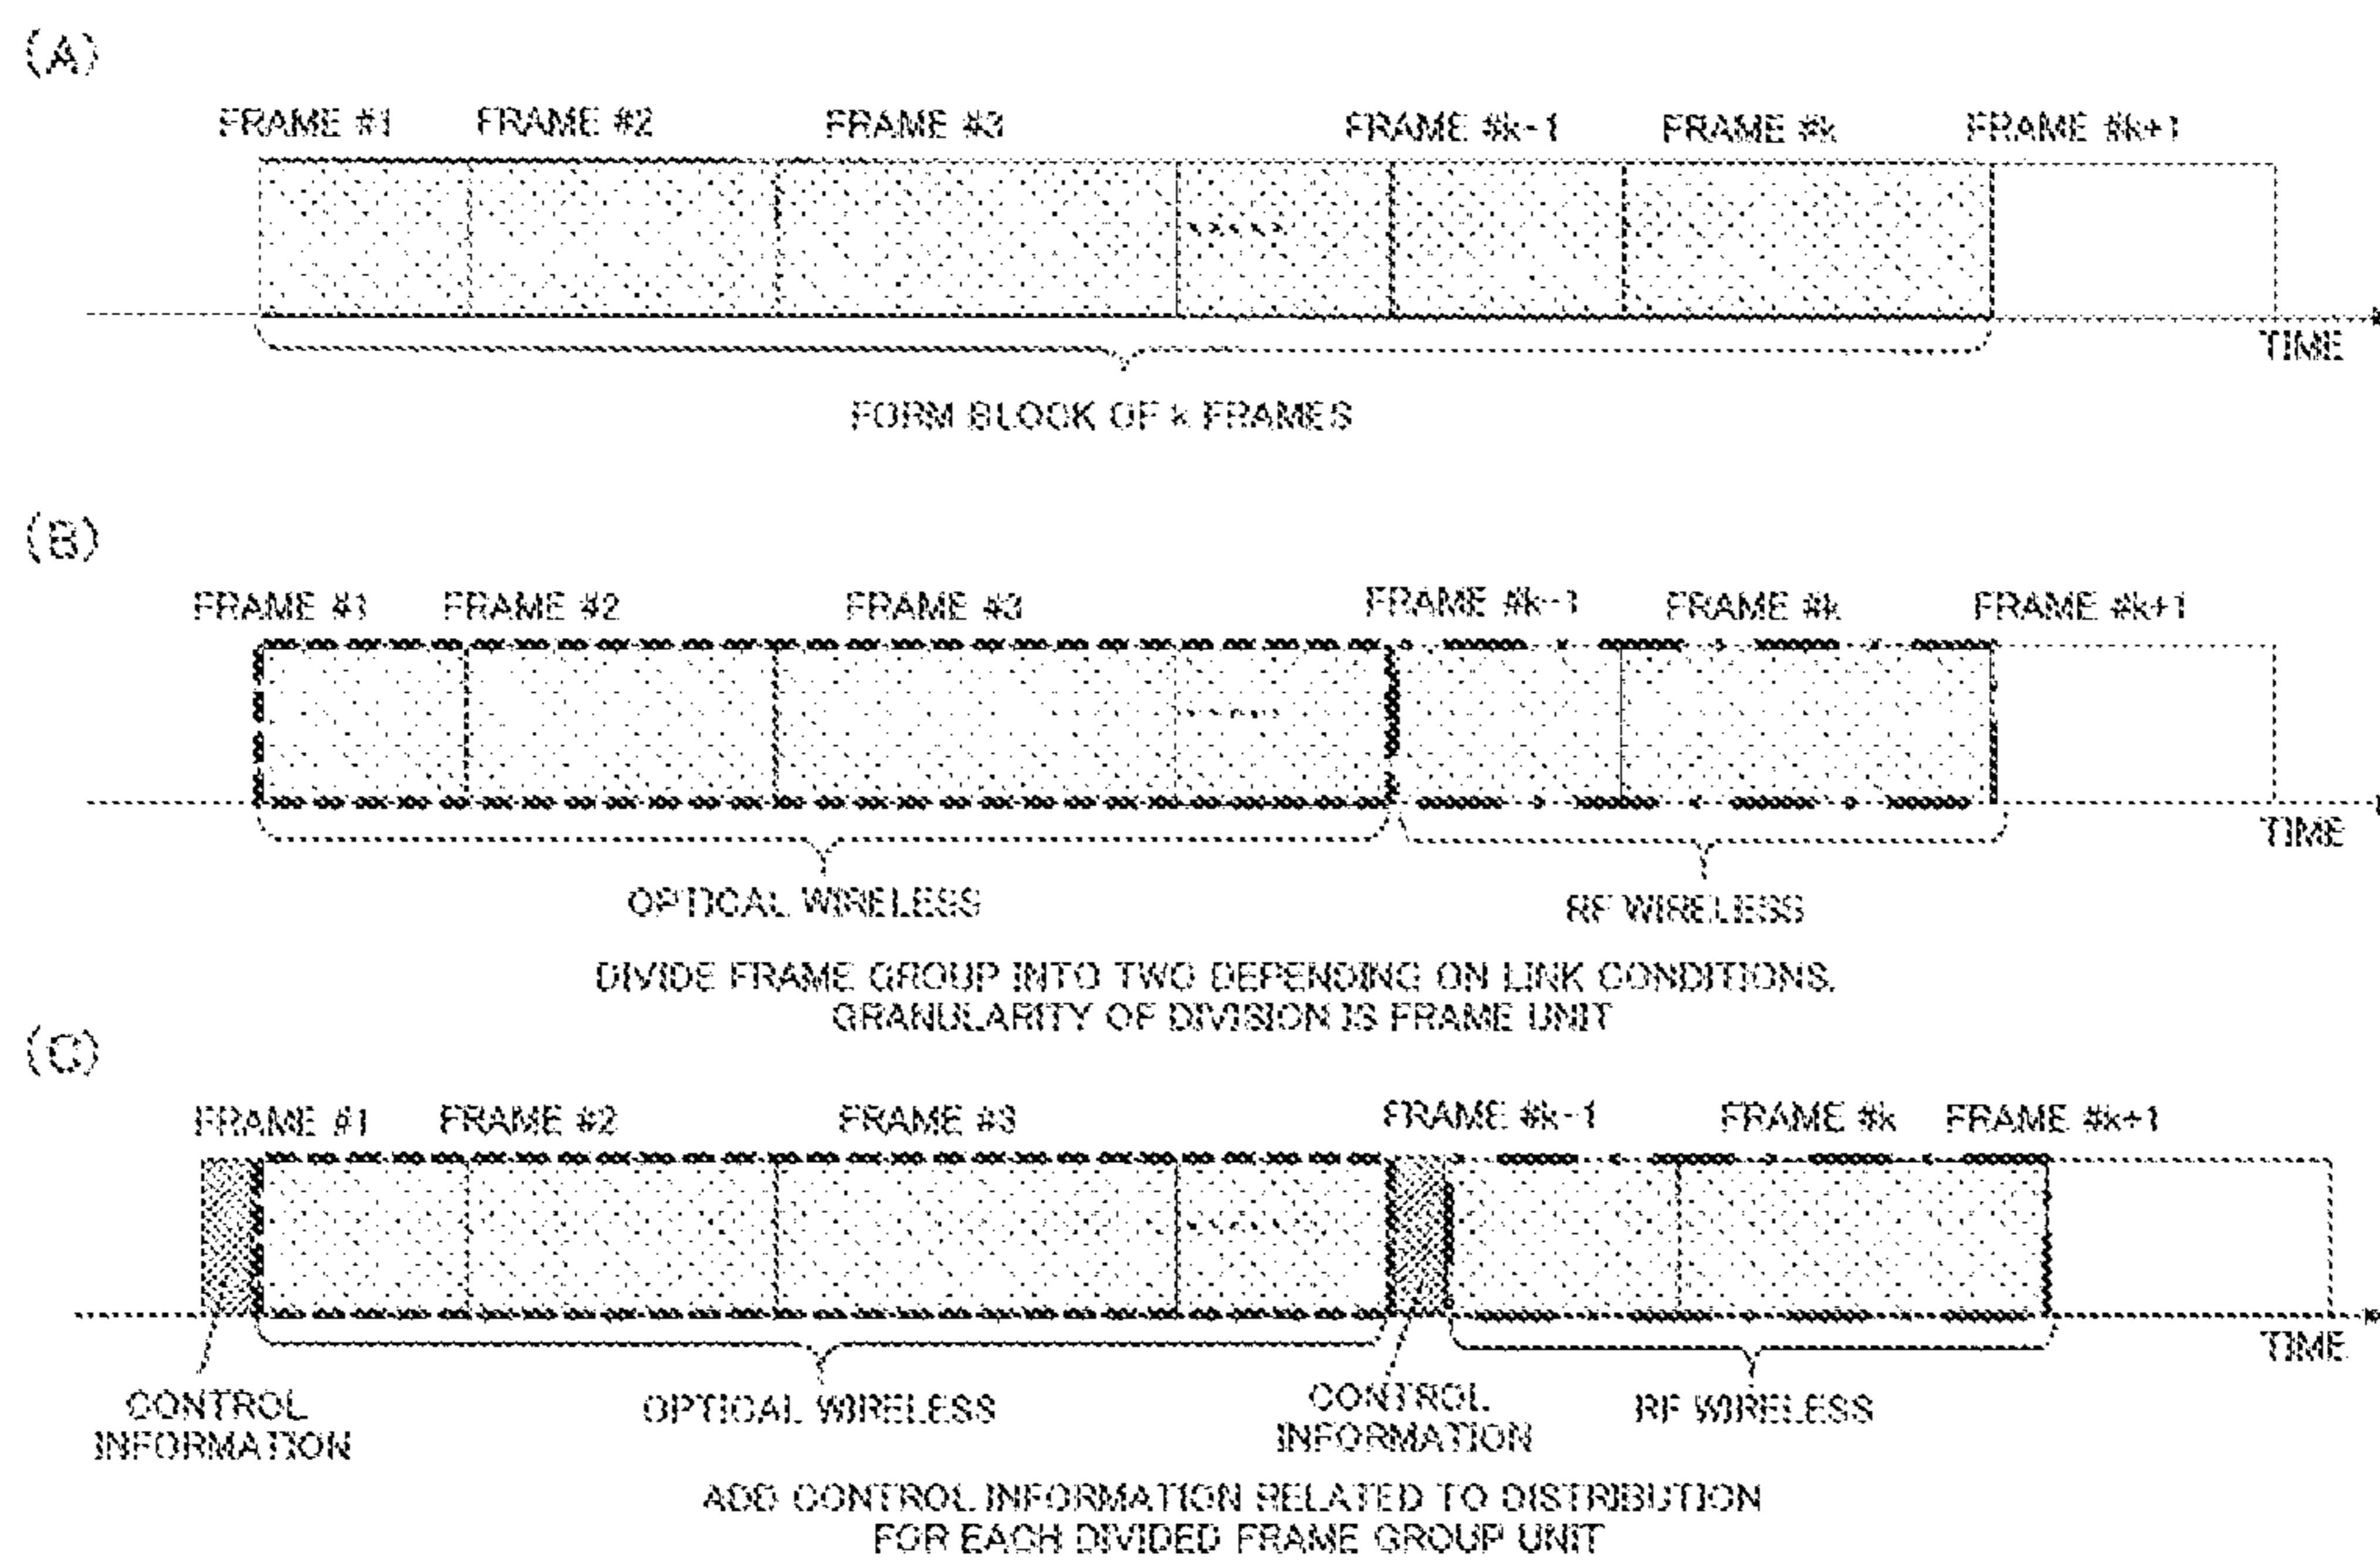 (A)
FRAME #1 FRAME #2 FRAME #3 FRAME #k-1 FRAME #k FRAME #k+1
.....
TIME
FORM BLOCK OF k FRAMES
(B)
FRAME #1 FRAME #2 FRAME #3 FRAME #k-1 FRAME #k FRAME #k+1
......
TIME
OPTICAL WIRELESS RF WIRELESS
DIVIDE FRAME GROUP INTO TWO DEPENDING ON LINK CONDITIONS.
GRANULARITY OF DIVISION IS FRAME UNIT
(C)
FRAME #1 FRAME #2 FRAME #3 FRAME #k-1 FRAME #k FRAME #k+1
......
TIME
CONTROL
INFORMATION
OPTICAL WIRELESS
CONTROL
INFORMATION
RF WIRELESS
ADD CONTROL INFORMATION RELATED TO DISTRIBUTION
FOR EACH DIVIDED FRAME GROUP UNIT